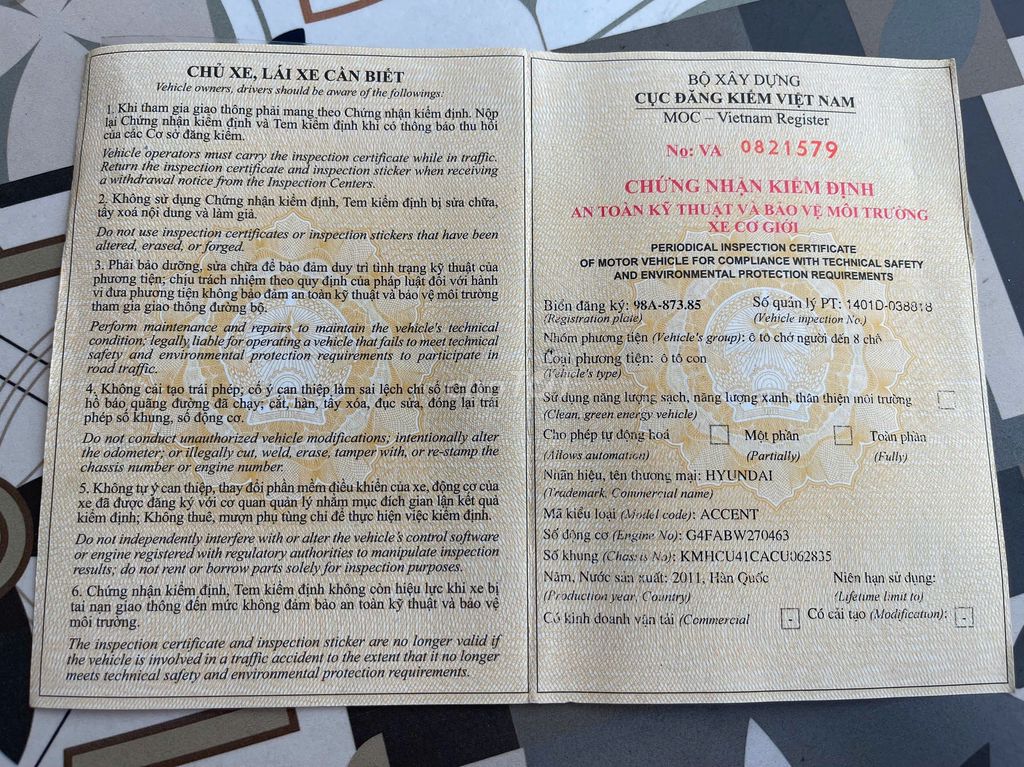 CHỦ XE, LÁI XE CẦN BIẾT
Vehicle owners, drivers should be aware of the followings:
1. Khi tham gia giao thông phải mang theo Chứng nhận kiểm định. Nộp
lại Chứng nhận kiểm định và Tem kiểm định khi có thông báo thu hồi
của các Cơ sở đăng kiểm.
Vehicle operators must carry the inspection certificate while in traffic.
Return the inspection certificate and inspection sticker when receiving
a withdrawal notice from the Inspection Centers.
2. Không sử dụng Chứng nhận kiểm định, Tem kiểm định bị sửa chữa,
tẩy xoá nội dung và làm giả.
Do not use inspection certificates or inspection stickers that have been
altered, erased, or forged.
3. Phải bảo dưỡng, sửa chữa để bảo đảm duy trì tình trạng kỹ thuật của
phương tiện; chịu trách nhiệm theo quy định của pháp luật đối với hành
vi đưa phương tiện không bảo đảm an toàn kỹ thuật và bảo vệ môi trường
tham gia giao thông đường bộ.
Perform maintenance and repairs to maintain the vehicle's technical
condition; legally liable for operating a vehicle that fails to meet technical
safety and environmental protection requirements to participate in
road traffic.
4. Không cải tạo trái phép; cố ý can thiệp làm sai lệch chỉ số trên đồng
hồ báo quãng đường đã chạy; cắt, hàn, tẩy xóa, đục sửa, đóng lại trái
phép số khung, số động cơ.
Do not conduct unauthorized vehicle modifications; intentionally alter
the odometer; or illegally cut, weld, erase, tamper with, or re-stamp the
chassis number or engine number.
5. Không tự ý can thiệp, thay đổi phần mềm điều khiển của xe, động cơ của
xe đã được đăng ký với cơ quan quản lý nhằm mục đích gian lận kết quả
kiểm định; Không thuê, mượn phụ tùng chỉ để thực hiện việc kiểm định.
Do not independently interfere with or alter the vehicle's control software
or engine registered with regulatory authorities to manipulate inspection
results; do not rent or borrow parts solely for inspection purposes.
6. Chứng nhận kiểm định, Tem kiểm định không còn hiệu lực khi xe bị
tai nạn giao thông đến mức không đảm bảo an toàn kỹ thuật và bảo vệ
môi trường.
The inspection certificate and inspection sticker are no longer valid if
the vehicle is involved in a traffic accident to the extent that it no longer
meets technical safety and environmental protection requirements.
BỘ XÂY DỰNG
CỤC ĐĂNG KIỂM VIỆT NAM
MOC – Vietnam Register
No: VA 0821579
CHỨNG NHẬN KIỂM ĐỊNH
AN TOÀN KỸ THUẬT VÀ BẢO VỆ MÔI TRƯỜNG
XE CƠ GIỚI
PERIODICAL INSPECTION CERTIFICATE
OF MOTOR VEHICLE FOR COMPLIANCE WITH TECHNICAL SAFETY
AND ENVIRONMENTAL PROTECTION REQUIREMENTS
Biển đăng ký: 98A-873.85 Số quản lý PT: 1401D-038818
(Registration plate) (Vehicle inspection No.)
Nhóm phương tiện (Vehicle's group): ô tô chở người đến 8 chỗ
Loại phương tiện: ô tô con
(Vehicle's type)
Sử dụng năng lượng sạch, năng lượng xanh, thân thiện môi trường
(Clean, green energy vehicle)
Cho phép tự động hoá Một phần Toàn phần
(Allows automation) (Partially) (Fully)
Nhãn hiệu, tên thương mại: HYUNDAI
(Trademark, Commercial name)
Mã kiểu loại (Model code): ACCENT
Số động cơ (Engine No): G4FABW270463
Số khung (Chassis No): KMHCU41CACU062835
Năm, Nước sản xuất: 2011, Hàn Quốc Niên hạn sử dụng:
(Production year, Country) (Lifetime limit to)
Có kinh doanh vận tải (Commercial - Có cải tạo (Modification): -